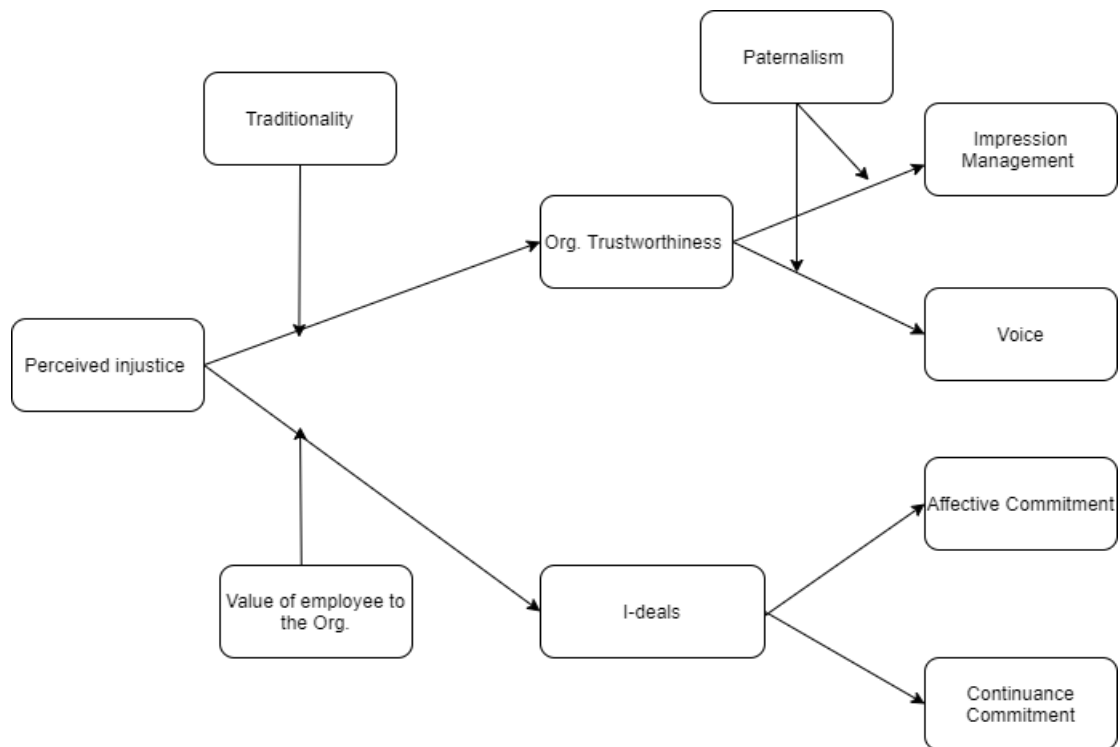 Paternalism
Traditionality
Impression
Management
Org. Trustworthiness
Voice
Perceived injustice
Affective Commitment
Value of employee to
the Org.
I-deals
Continuance
Commitment